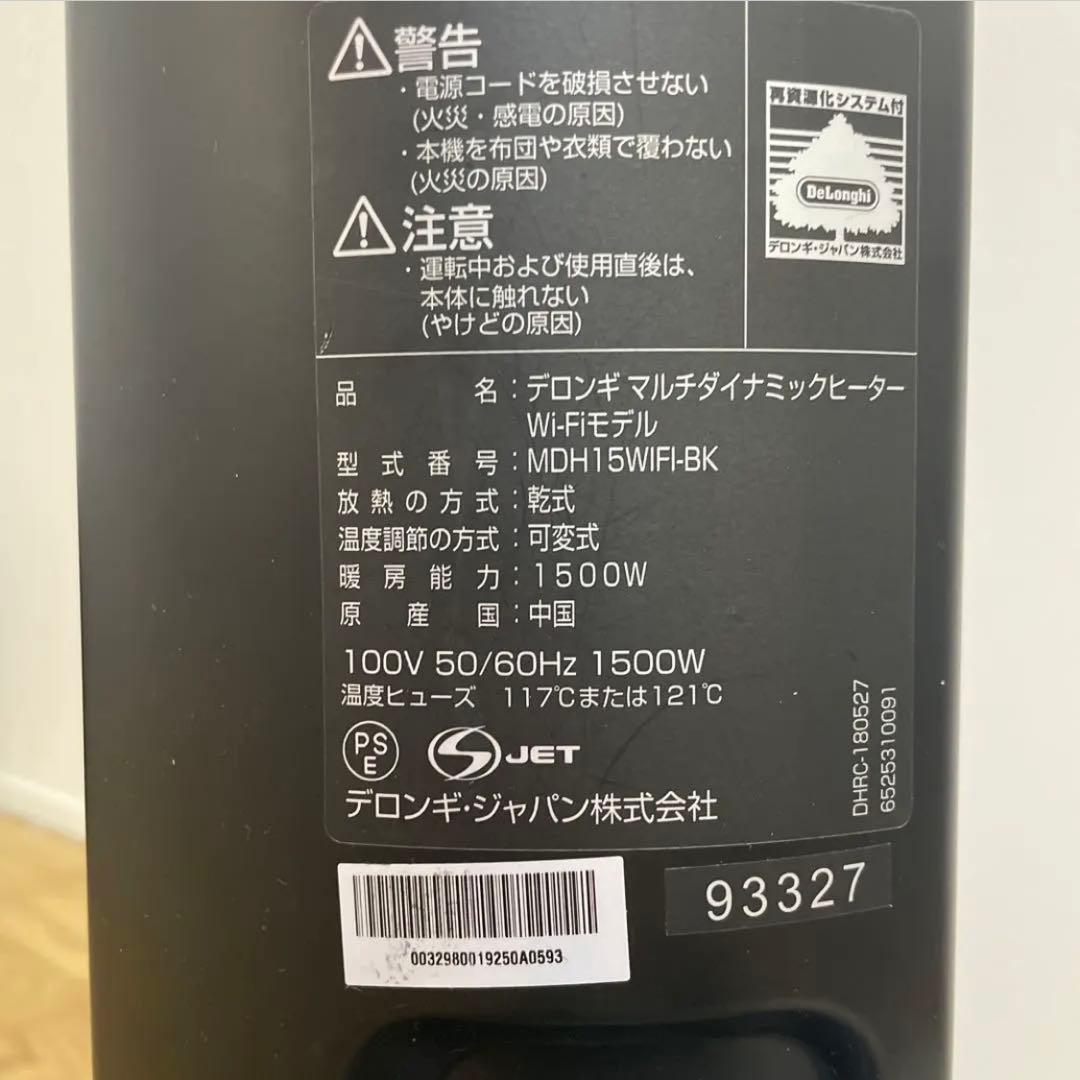 警告
・電源コードを破損させない
(火災・感電の原因)
・本機を布団や衣類で覆わない
(火災の原因)
注意
・運転中および使用直後は、
本体に触れない
(やけどの原因)
再資源化システム付
DeLonghi
デロンギ・ジャパン株式会社
品名：デロンギ マルチダイナミックヒーター
Wi-Fiモデル
型式番号：MDH15WIFI-BK
放熱の方式：乾式
温度調節の方式：可変式
暖房能力：1500W
原産国：中国
100V 50/60Hz 1500W
温度ヒューズ 117℃または121℃
PSE
JET
デロンギ・ジャパン株式会社
DHRC-180527
6525310091
0032980019250A0593
93327